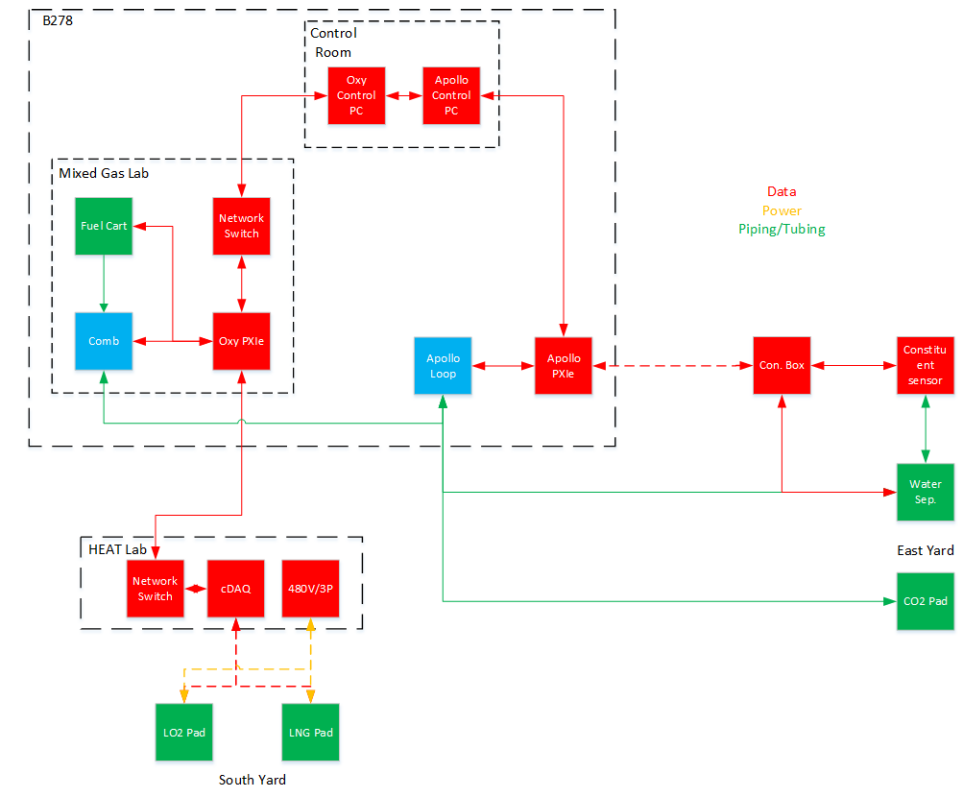 B278
Control
Room
Oxy
Control
PC
Apollo
Control
PC
Mixed Gas Lab
Fuel Cart
Network
Switch
Comb
Oxy PXIe
Data
Power
Piping/Tubing
Apollo
Loop
Apollo
PXIe
Con. Box
Constitu
ent
sensor
Water
Sep.
East Yard
CO2 Pad
HEAT Lab
Network
Switch
cDAQ
480V/3P
LO2 Pad
LNG Pad
South Yard